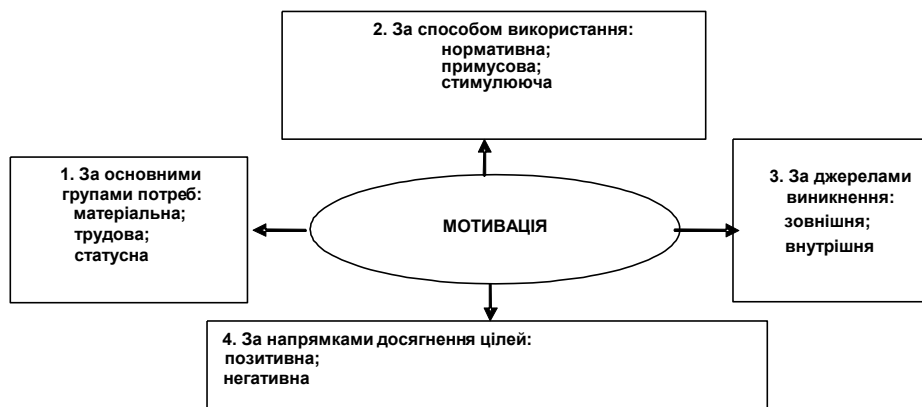 2. За способом використання:
нормативна;
примусова;
стимулююча
1. За основними
групами потреб:
матеріальна;
трудова;
статусна
МОТИВАЦІЯ
3. За джерелами
виникнення:
зовнішня;
внутрішня
4. За напрямками досягнення цілей:
позитивна;
негативна